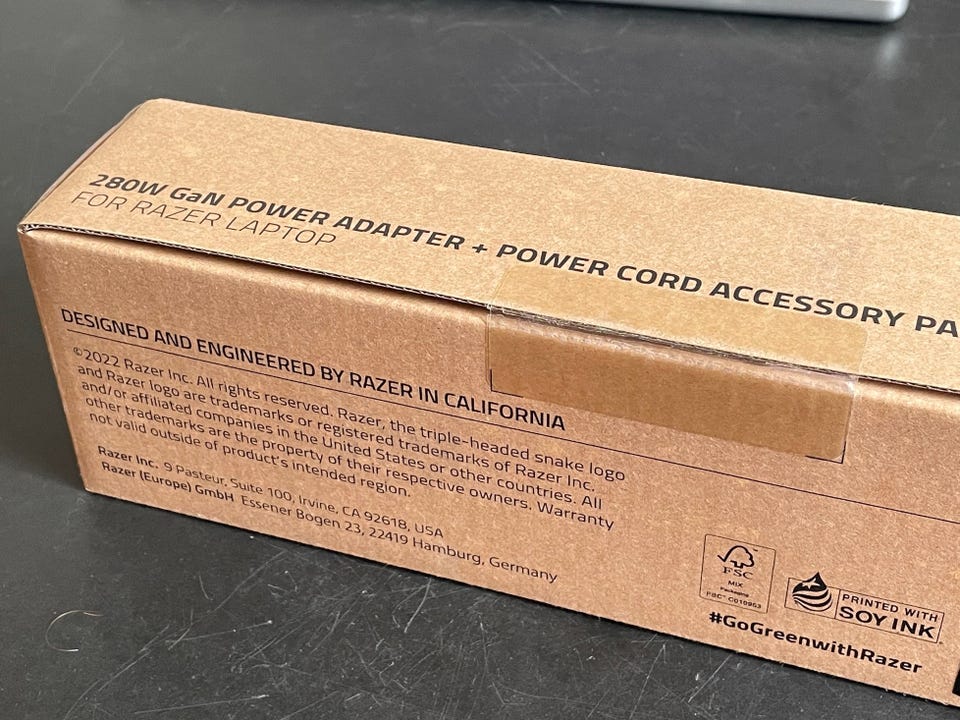 280W GaN POWER ADAPTER + POWER CORD ACCESSORY PA
FOR RAZER LAPTOP
DESIGNED AND ENGINEERED BY RAZER IN CALIFORNIA
©2022 Razer Inc. All rights reserved. Razer, the triple-headed snake logo
and Razer logo are trademarks or registered trademarks of Razer Inc.
and/or affiliated companies in the United States or other countries. All
other trademarks are the property of their respective owners. Warranty
not valid outside of product's intended region.
Razer Inc. 9 Pasteur, Suite 100, Irvine, CA 92618, USA
Razer (Europe) GmbH Essener Bogen 23, 22419 Hamburg, Germany
FSC
MIX
Packaging
FSC® C010963
PRINTED WITH
SOY INK
#GoGreenwithRazer